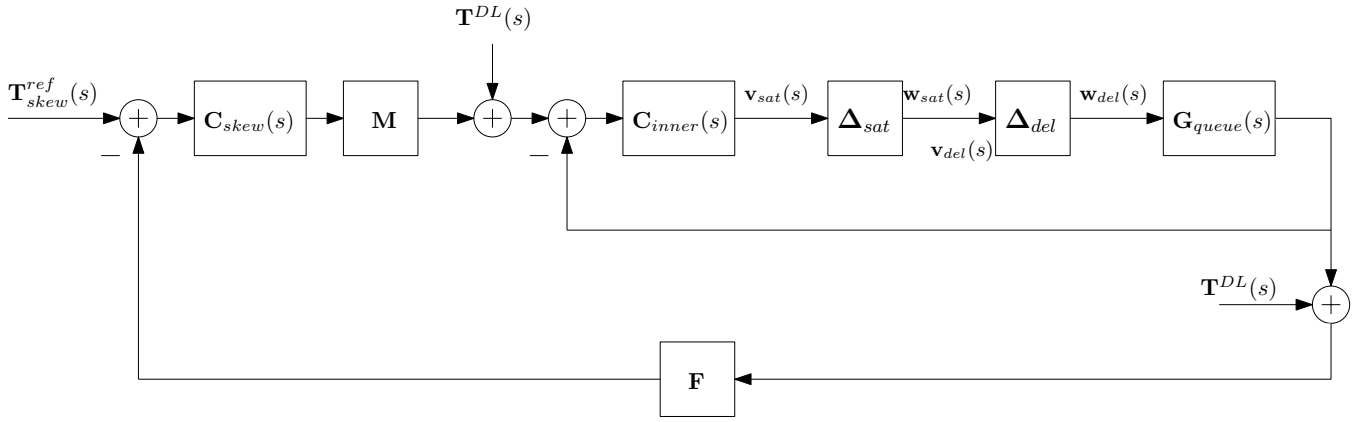 T^{DL}(s)
T^{ref}_{skew}(s)
+
C_{skew}(s)
M
+
+
C_{inner}(s)
v_{sat}(s)
Δ_{sat}
w_{sat}(s)
v_{del}(s)
Δ_{del}
w_{del}(s)
G_{queue}(s)
−
−
T^{DL}(s)
+
F